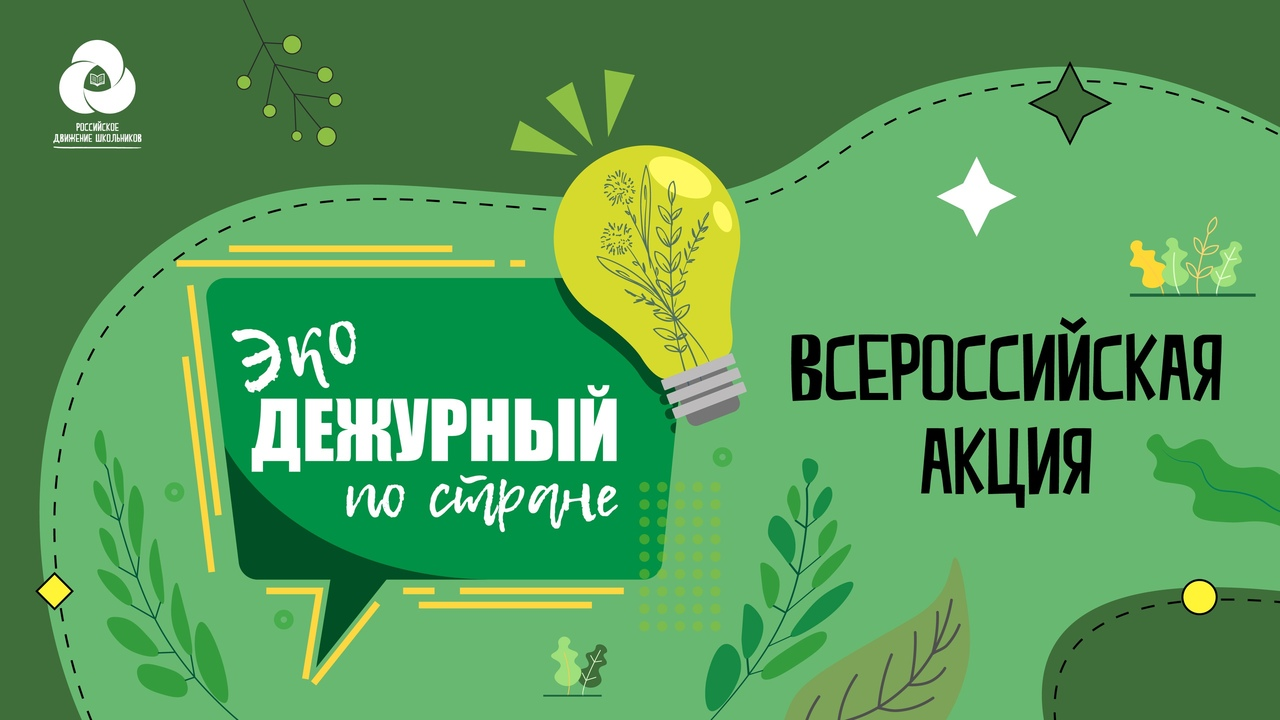 РОССИЙСКОЕ
ДВИЖЕНИЕ ШКОЛЬНИКОВ
эко
ДЕЖУРНЫЙ
по стране
ВСЕРОССИЙСКАЯ
АКЦИЯ